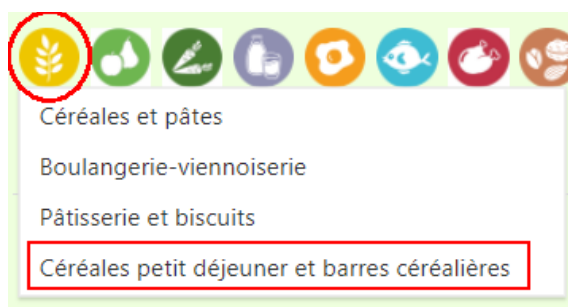 Céréales et pâtes
Boulangerie-viennoiserie
Pâtisserie et biscuits
Céréales petit déjeuner et barres céréalières